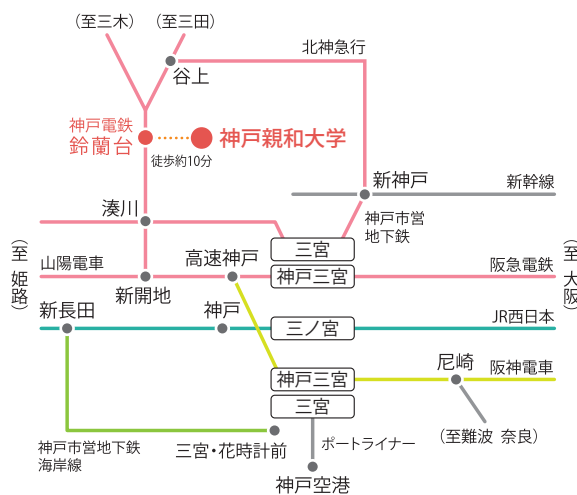 （至三木）
（至三田）
北神急行
谷上
神戸電鉄
鈴蘭台
神戸親和大学
徒歩約10分
新神戸
新幹線
湊川
神戸市営
地下鉄
三宮
（至 姫路）
山陽電車
高速神戸
神戸三宮
阪急電鉄
（至 大阪）
新開地
新長田
神戸
三ノ宮
JR西日本
神戸三宮
尼崎
阪神電車
三宮
神戸市営地下鉄
海岸線
三宮・花時計前
ポートライナー
（至難波 奈良）
神戸空港